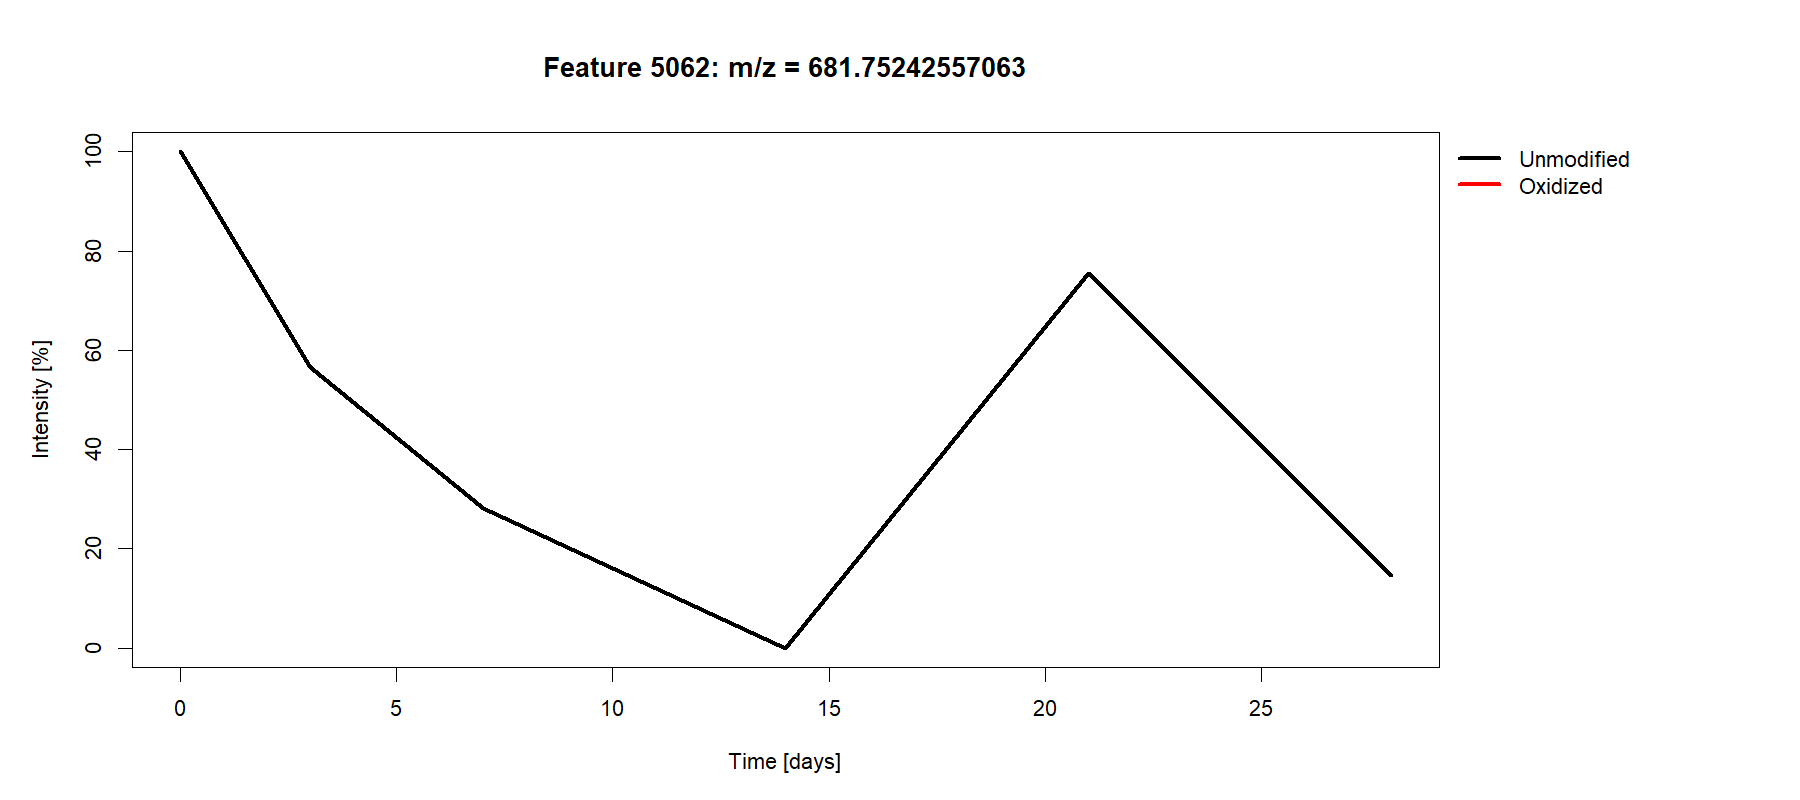 Feature 5062: m/z = 681.75242557063
Unmodified
Oxidized
Intensity [%]
100
80
60
40
20
0
0 5 10 15 20 25
Time [days]